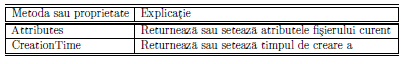 Metoda sau proprietate Explicaţie
Attributes Returnează sau setează atributele fişierului curent
CreationTime Returnează sau setează timpul de creare a